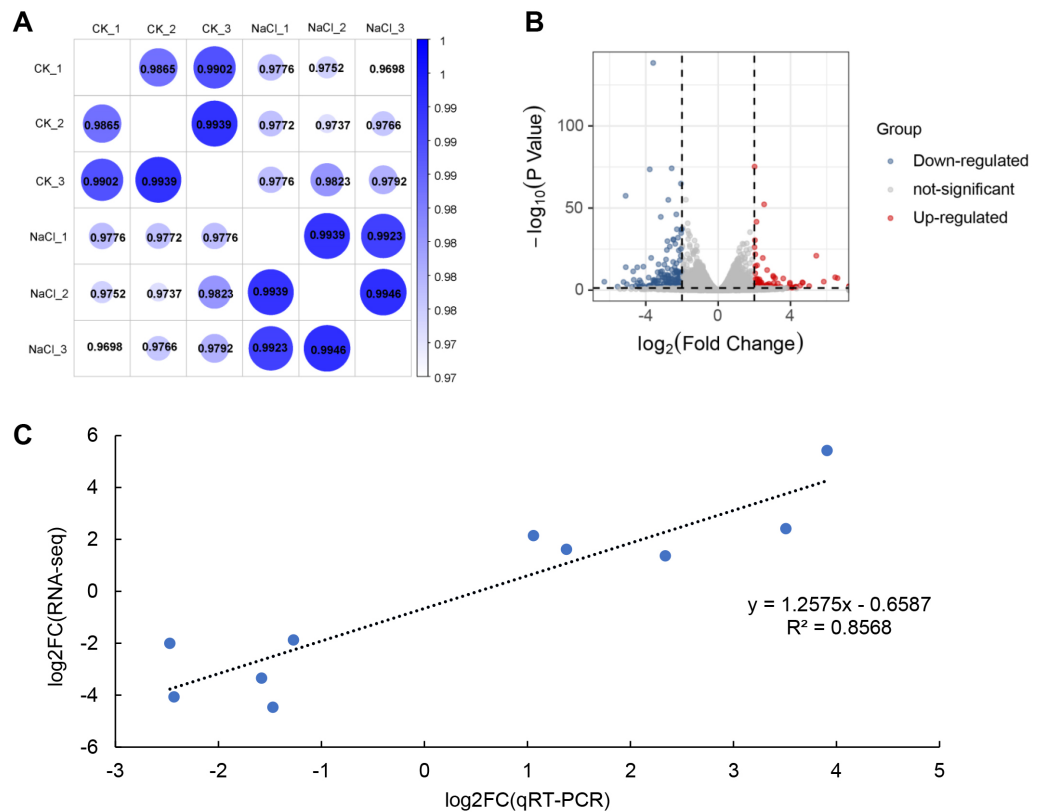 A
CK_1 CK_2 CK_3 NaCl_1 NaCl_2 NaCl_3
CK_1 0.9865 0.9902 0.9776 0.9752 0.9698
CK_2 0.9865 0.9939 0.9772 0.9737 0.9766
CK_3 0.9902 0.9939 0.9776 0.9823 0.9792
NaCl_1 0.9776 0.9772 0.9776 0.9939 0.9923
NaCl_2 0.9752 0.9737 0.9823 0.9939 0.9946
NaCl_3 0.9698 0.9766 0.9792 0.9923 0.9946
1
1
0.99
0.99
0.99
0.98
0.98
0.98
0.98
0.97
0.97
B
−log10(P Value)
100
50
0
-4 0 4
log2(Fold Change)
Group
Down-regulated
not-significant
Up-regulated
C
log2FC(RNA-seq)
6
4
2
0
-2
-4
-6
y = 1.2575x - 0.6587
R² = 0.8568
-3 -2 -1 0 1 2 3 4 5
log2FC(qRT-PCR)